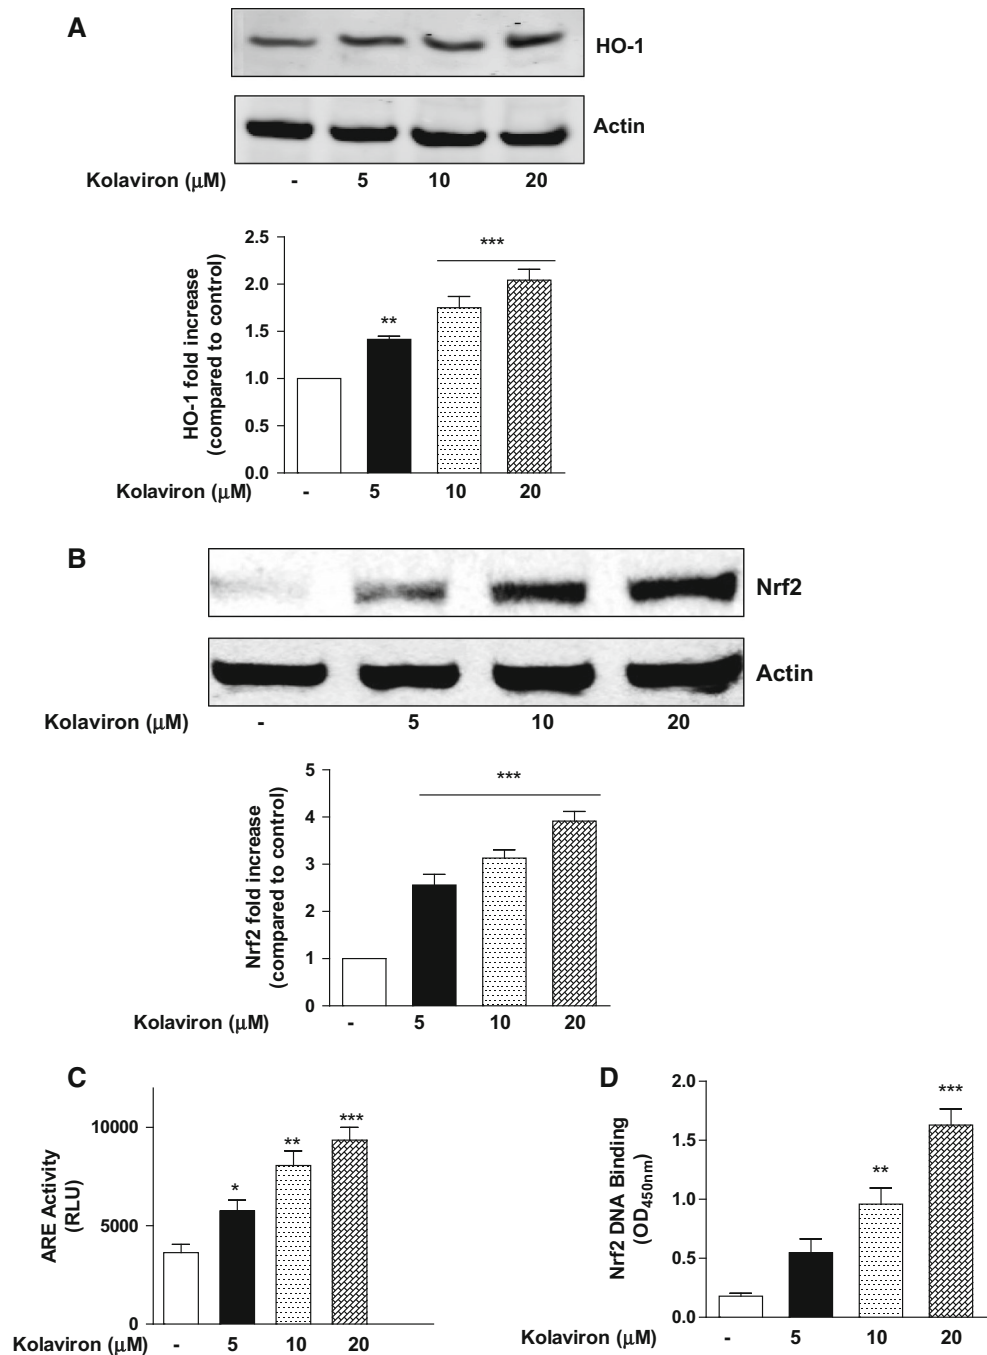 A
HO-1
Actin
Kolaviron (μM) - 5 10 20
HO-1 fold increase
(compared to control)
2.5
2.0
1.5
1.0
0.5
0.0
**
***
Kolaviron (μM) - 5 10 20
B
Nrf2
Actin
Kolaviron (μM) - 5 10 20
Nrf2 fold increase
(compared to control)
5
4
3
2
1
0
***
Kolaviron (μM) - 5 10 20
C
ARE Activity
(RLU)
10000
5000
0
*
**
***
Kolaviron (μM) - 5 10 20
D
Nrf2 DNA Binding
(OD450nm)
2.0
1.5
1.0
0.5
0.0
**
***
Kolaviron (μM) - 5 10 20